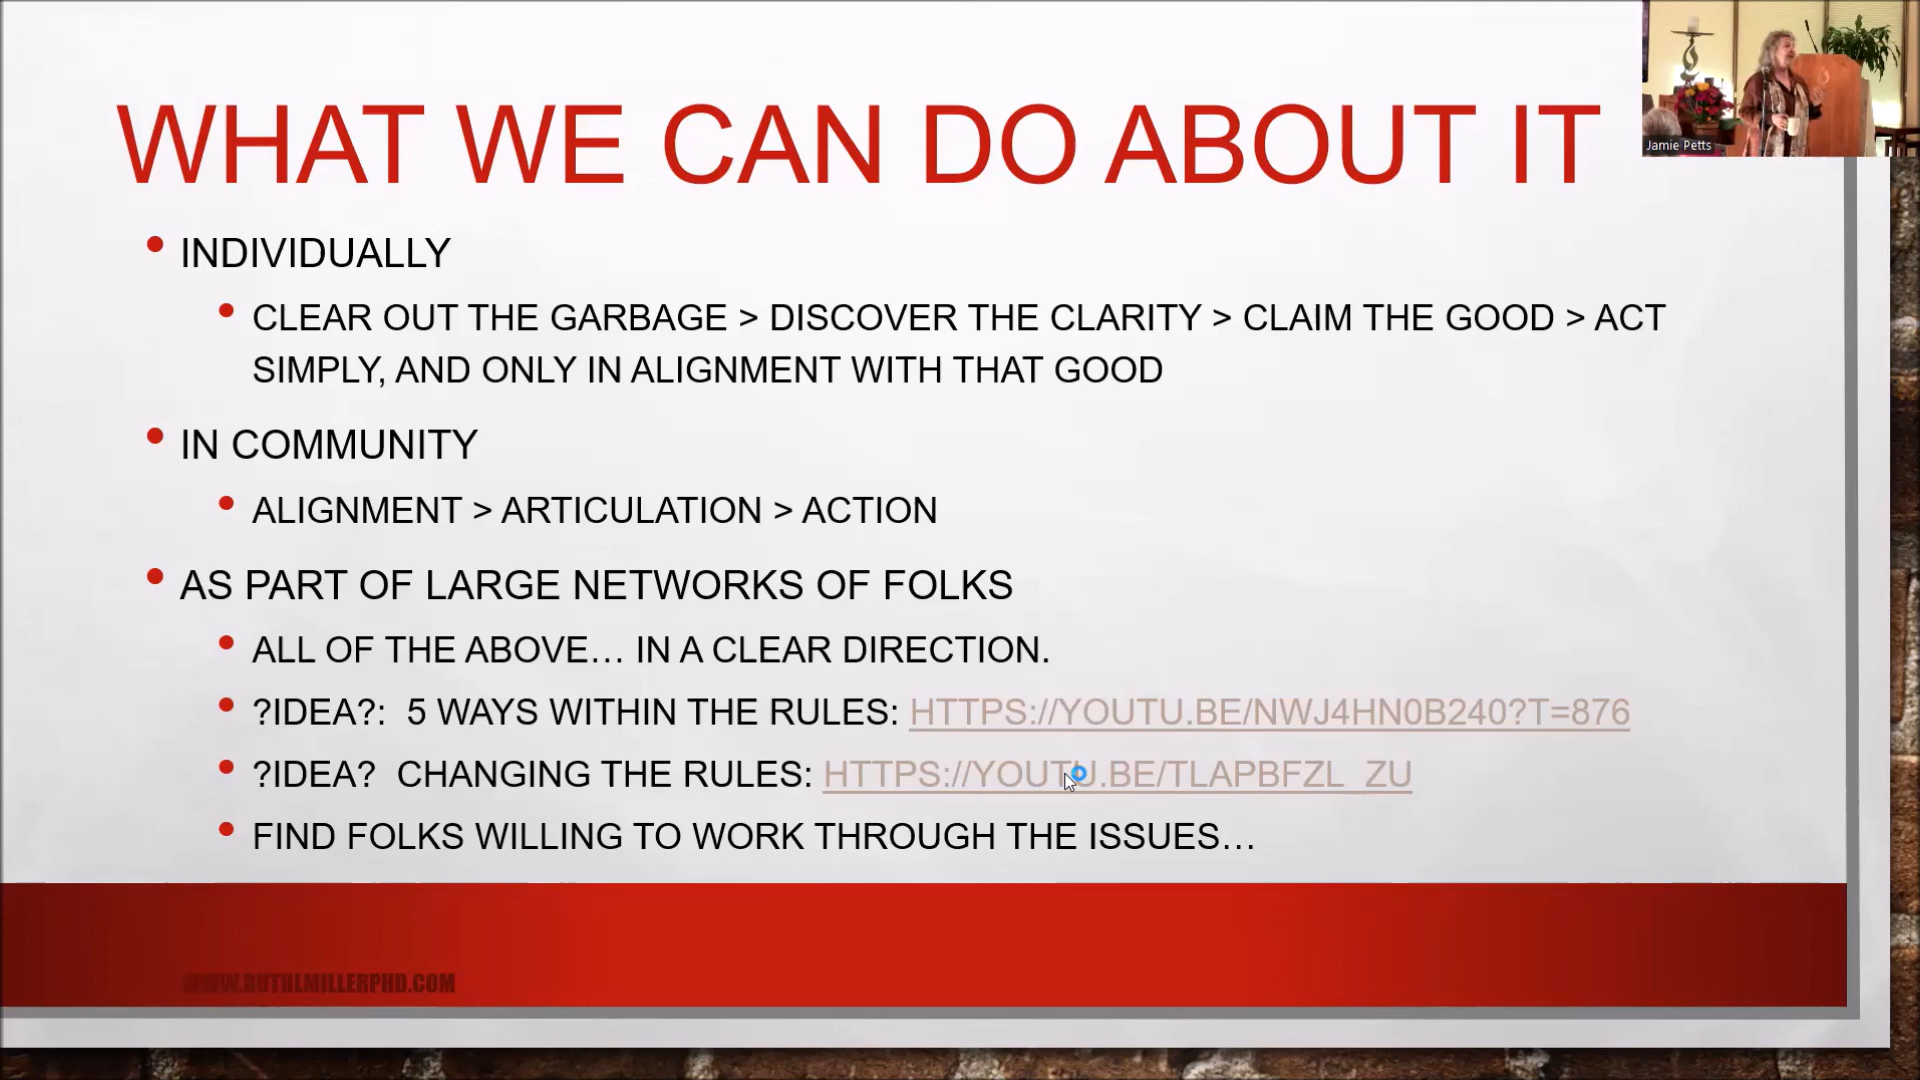 WHAT WE CAN DO ABOUT IT
Jamie Petts
• INDIVIDUALLY
• CLEAR OUT THE GARBAGE > DISCOVER THE CLARITY > CLAIM THE GOOD > ACT
SIMPLY, AND ONLY IN ALIGNMENT WITH THAT GOOD
• IN COMMUNITY
• ALIGNMENT > ARTICULATION > ACTION
• AS PART OF LARGE NETWORKS OF FOLKS
• ALL OF THE ABOVE… IN A CLEAR DIRECTION.
• ?IDEA?: 5 WAYS WITHIN THE RULES: HTTPS://YOUTU.BE/NWJ4HN0B240?T=876
• ?IDEA? CHANGING THE RULES: HTTPS://YOUTU.BE/TLAPBFZL_ZU
• FIND FOLKS WILLING TO WORK THROUGH THE ISSUES…
WWW.RUTHLMILLERPHD.COM